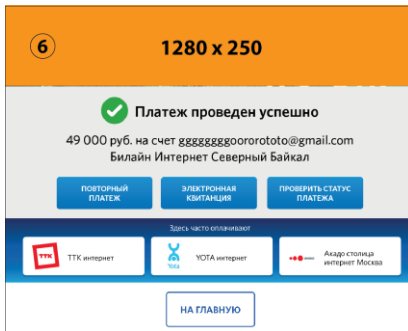 6
1280 x 250
Платеж проведен успешно
49 000 руб. на счет ggggggggoororototo@gmail.com
Билайн Интернет Северный
Байкал
ПОВТОРНЫЙ
ПЛАТЕЖ
ЭЛЕКТРОННАЯ
КВИТАНЦИЯ
ПРОВЕРИТЬ СТАТУС
ПЛАТЕЖА
Здесь часто оплачивают
ТТК
ТТК интернет
Yota
YOTA интернет
Акадо столица
интернет Москва
НА ГЛАВНУЮ